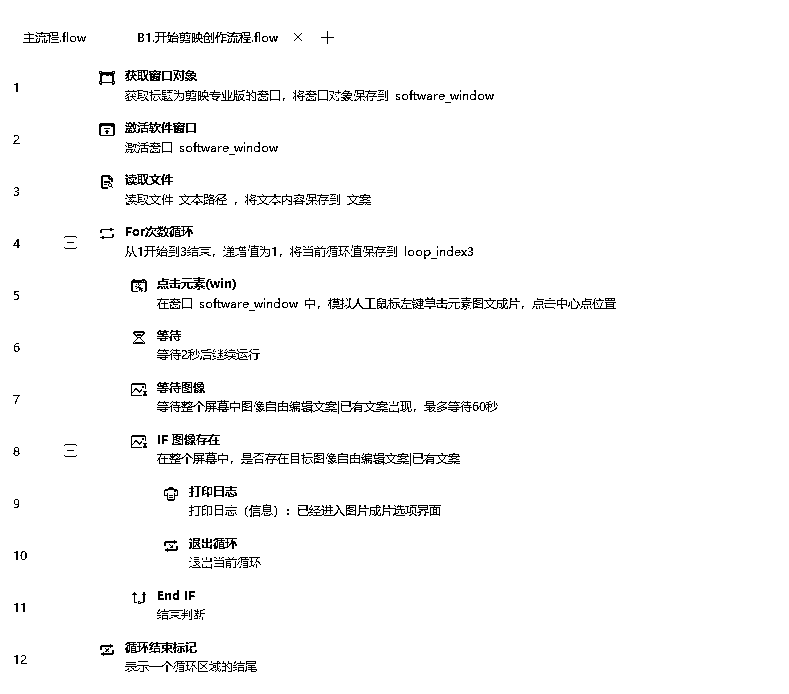 主流程.flow B1.开始剪映创作流程.flow × +
1 获取窗口对象
获取标题为剪映专业版的窗口，将窗口对象保存到 software_window
2 激活软件窗口
激活窗口 software_window
3 读取文件
读取文件 文本路径 ，将文本内容保存到 文案
4 For次数循环
从1开始到3结束，递增值为1，将当前循环值保存到 loop_index3
5 点击元素(win)
在窗口 software_window 中，模拟人工鼠标左键单击元素图文成片，点击中心点位置
6 等待
等待2秒后继续运行
7 等待图像
等待整个屏幕中图像自由编辑文案|已有文案出现，最多等待60秒
8 IF 图像存在
在整个屏幕中，是否存在目标图像自由编辑文案|已有文案
9 打印日志
打印日志（信息）：已经进入图片成片选项界面
10 退出循环
退出当前循环
11 End IF
结束判断
12 循环结束标记
表示一个循环区域的结尾